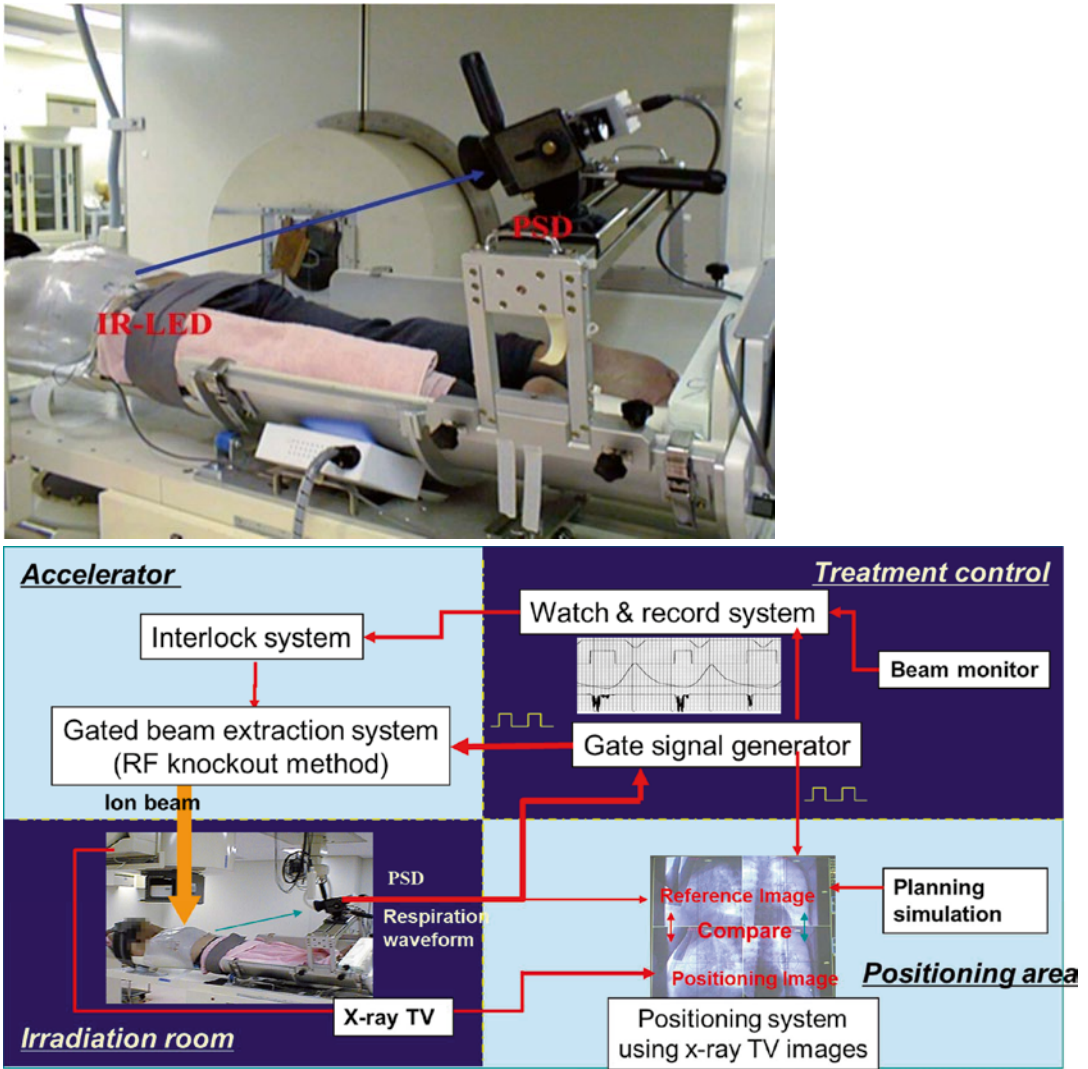 PSD
IR-LED
Accelerator
Treatment control
Watch & record system
Interlock system
Beam monitor
Gated beam extraction system
(RF knockout method)
Gate signal generator
Ion beam
PSD
Respiration
waveform
Reference Image
Compare
Positioning Image
Planning
simulation
Positioning area
X-ray TV
Irradiation room
Positioning system
using x-ray TV images